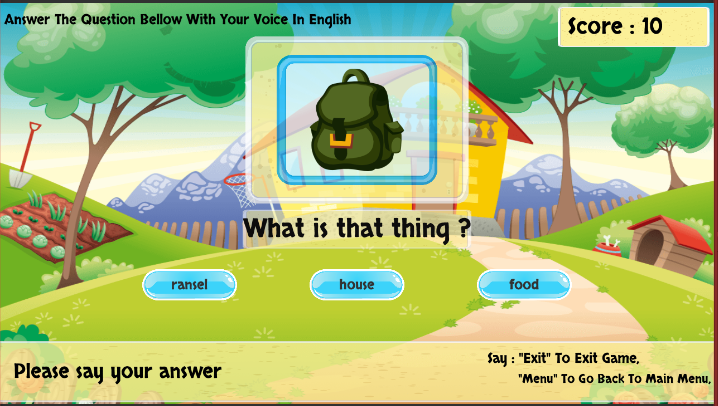 Answer The Question Bellow With Your Voice In English
Score : 10
What is that thing ?
ransel
house
food
Please say your answer
Say : "Exit" To Exit Game,
"Menu" To Go Back To Main Menu,